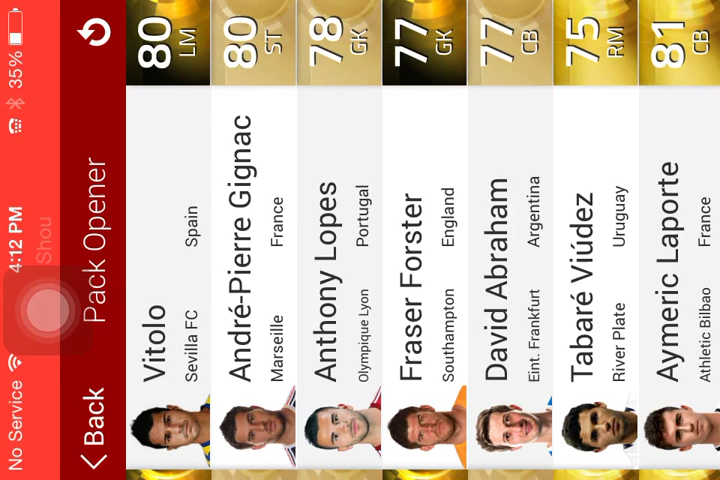 No Service 4:12 PM 35%
Shou
Back Pack Opener
Vitolo
Sevilla FC Spain
80
LM
André-Pierre Gignac
Marseille France
80
ST
Anthony Lopes
Olympique Lyon Portugal
78
GK
Fraser Forster
Southampton England
77
GK
David Abraham
Eint. Frankfurt Argentina
77
CB
Tabaré Viúdez
River Plate Uruguay
75
RM
Aymeric Laporte
Athletic Bilbao France
81
CB